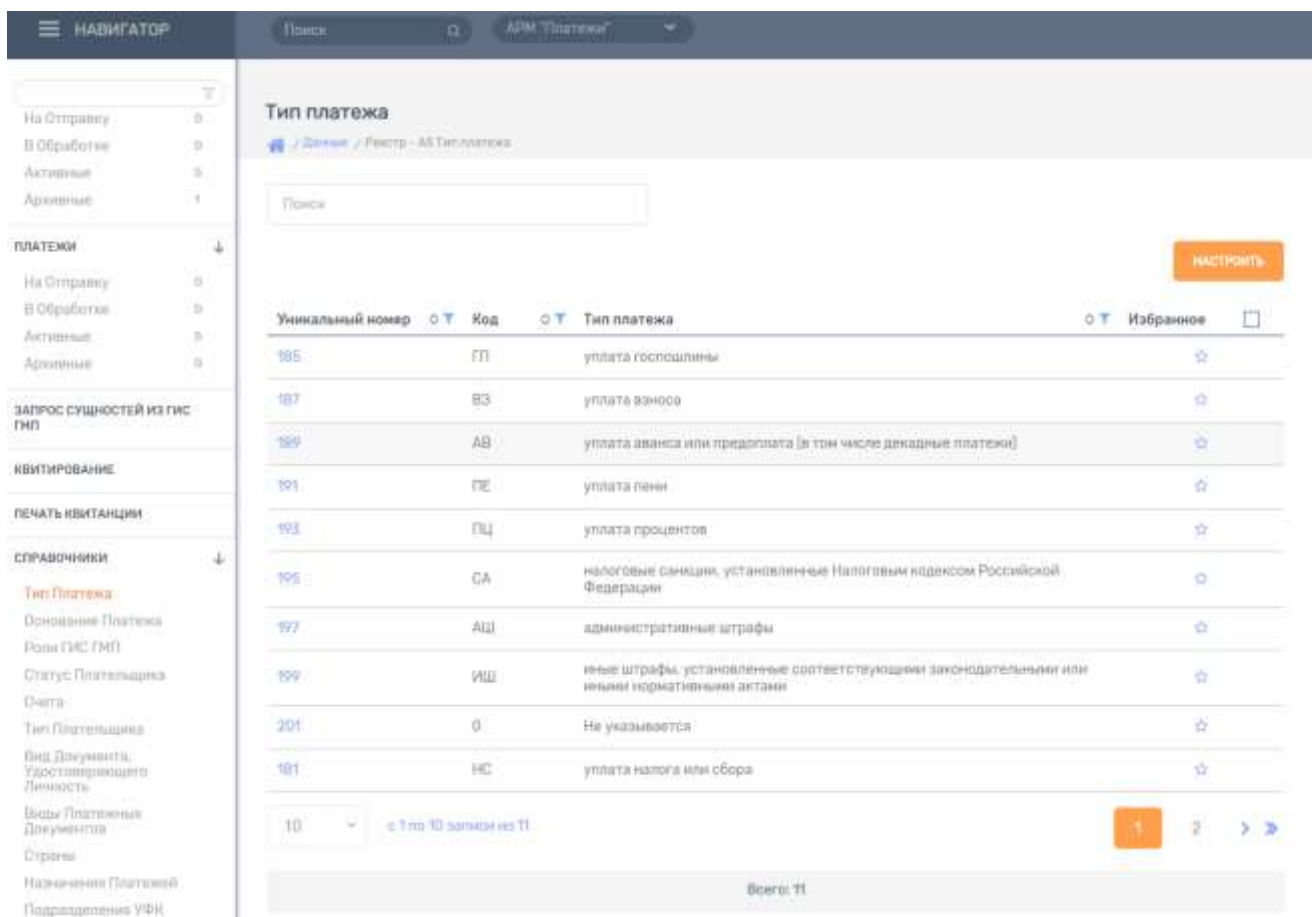 НАВИГАТОР
Поиск
АРМ "Платежи"
На Отправку 0
В Обработке 0
Активные 5
Архивные 1
ПЛАТЕЖИ
На Отправку 0
В Обработке 0
Активные
Архивные 0
ЗАПРОС СУЩНОСТЕЙ ИЗ ГИС
ГМП
КВИТИРОВАНИЕ
ПЕЧАТЬ КВИТАНЦИИ
СПРАВОЧНИКИ
Тип Платежа
Основание Платежа
Роли ГИС ГМП
Статус Плательщика
Счета
Тип Плательщика
Вид Документа,
Удостоверяющего
Личность
Виды Платежных
Документов
Страны
Назначения Платежей
Подразделения УФК
Тип платежа
/ Данные / Реестр - А5 Тип платежа
Поиск
НАСТРОИТЬ
Уникальный номер Код Тип платежа Избранное
185 ГП уплата госпошлины
187 ВЗ уплата взноса
189 АВ уплата аванса или предоплата (в том числе декадные платежи)
191 ПЕ уплата пени
193 ПЦ уплата процентов
195 СА налоговые санкции, установленные Налоговым кодексом Российской
Федерации
197 АШ административные штрафы
199 ИШ иные штрафы, установленные соответствующими законодательными или
иными нормативными актами
201 0 Не указывается
181 НС уплата налога или сбора
10 с 1 по 10 записи из 11
1 2
Всего: 11